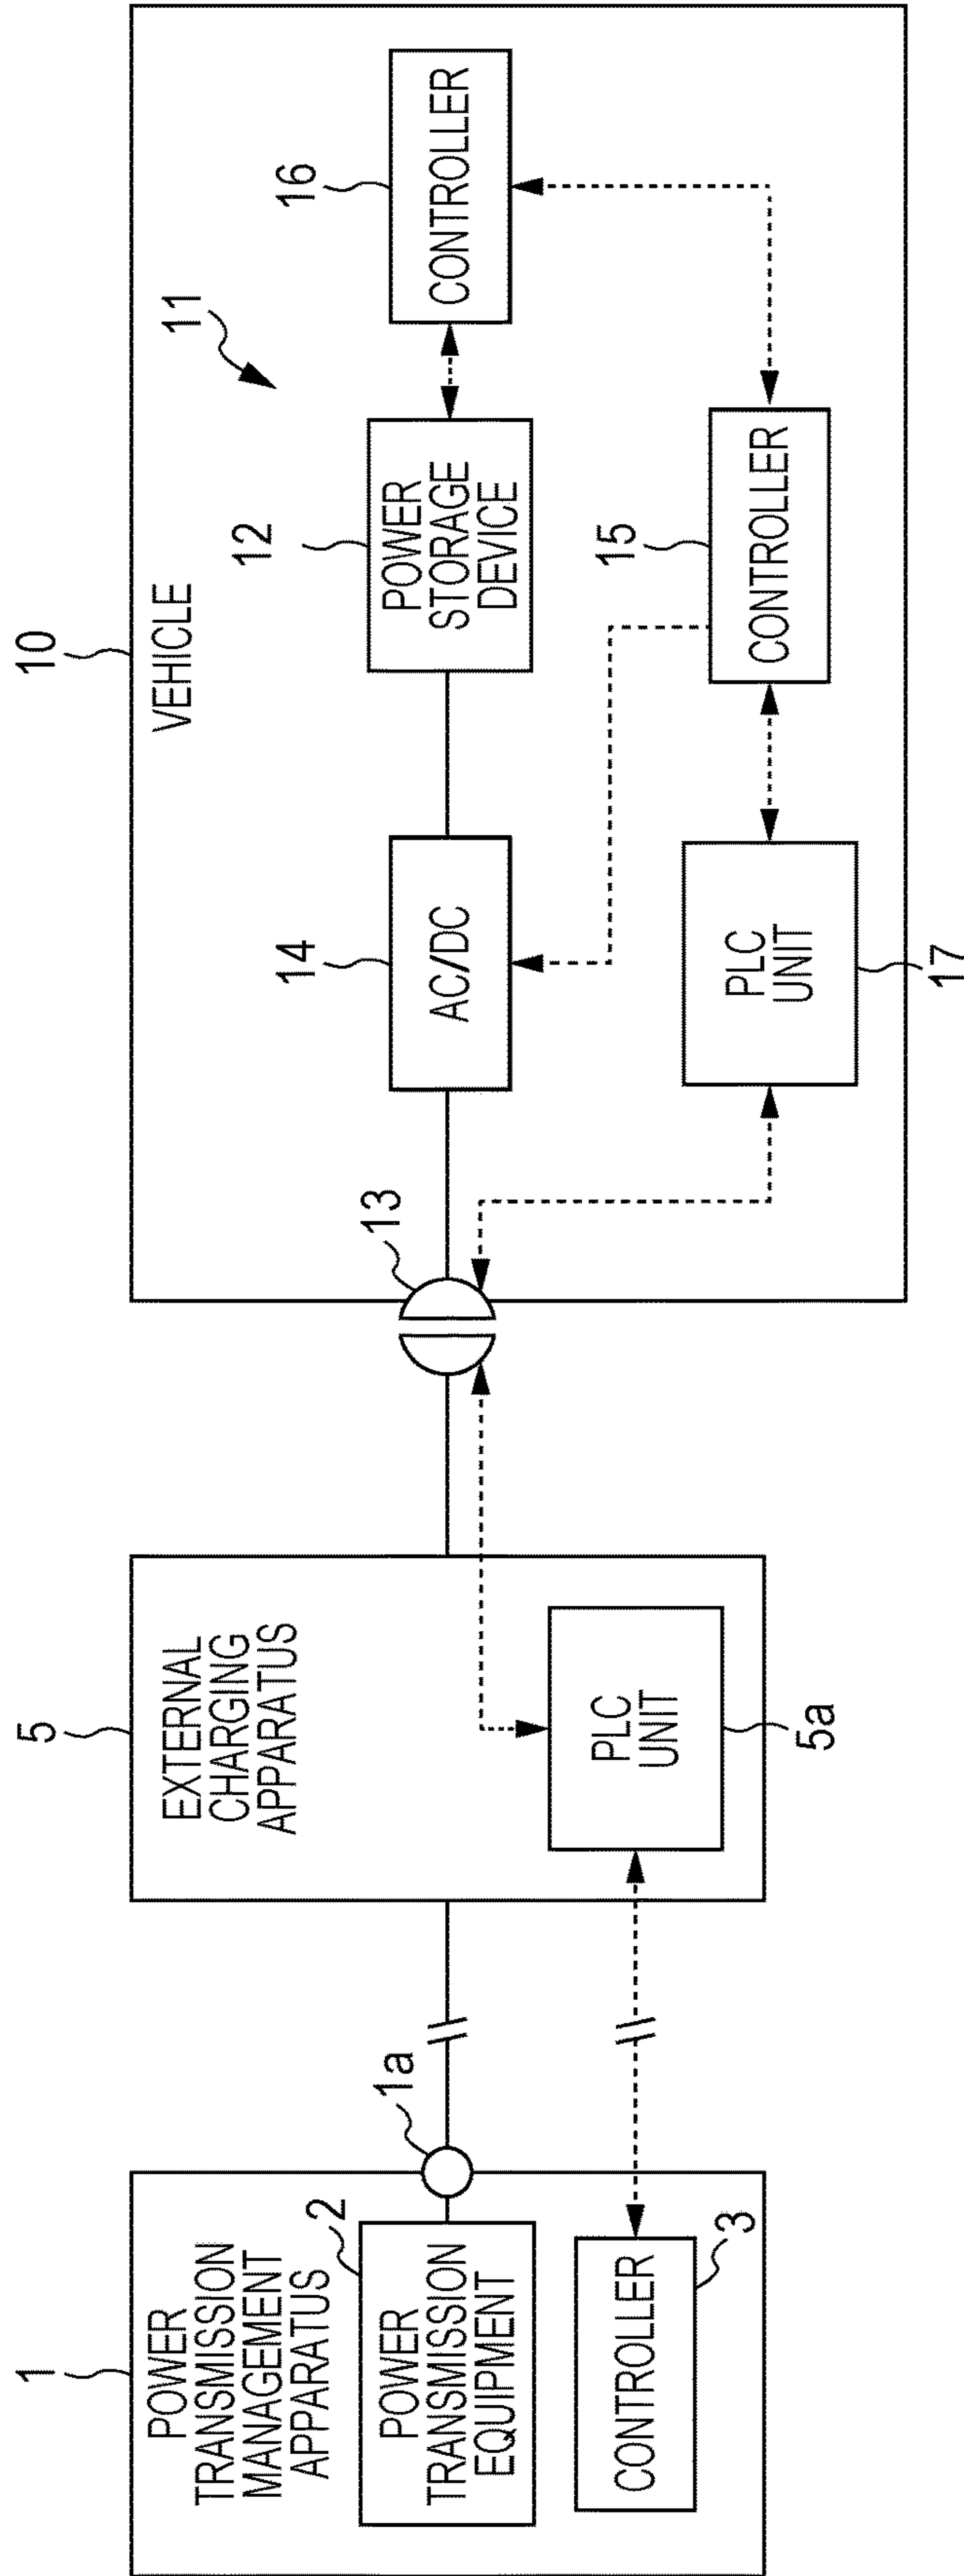 1
POWER
TRANSMISSION
MANAGEMENT
APPARATUS
2
POWER
TRANSMISSION
EQUIPMENT
CONTROLLER
3
1a
5
EXTERNAL
CHARGING
APPARATUS
PLC
UNIT
5a
10
VEHICLE
13
14
AC/DC
12
POWER
STORAGE
DEVICE
11
16
CONTROLLER
15
CONTROLLER
PLC
UNIT
17